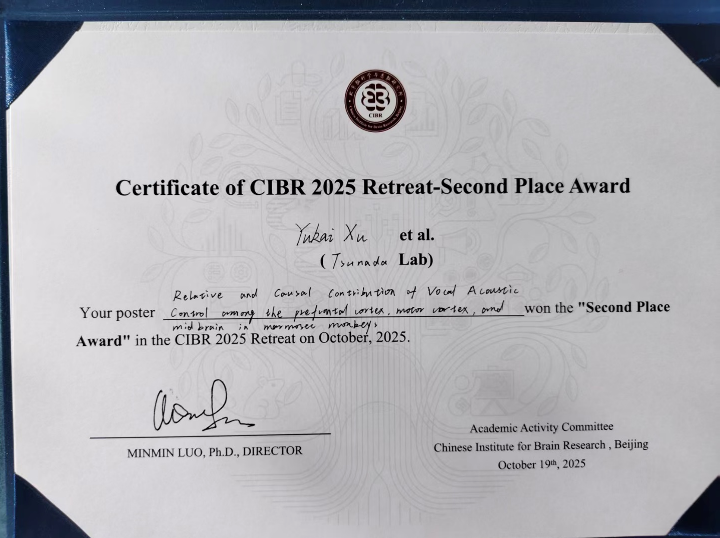 CIBR
Certificate of CIBR 2025 Retreat-Second Place Award
Yukai Xu et al.
( Tsunada Lab)
Relative and Causal Contribution of Vocal Acoustic
Your poster Control among the prefrontal cortex, motor cortex, and won the "Second Place
midbrain in marmoset monkeys
Award" in the CIBR 2025 Retreat on October, 2025.
MINMIN LUO, Ph.D., DIRECTOR
Academic Activity Committee
Chinese Institute for Brain Research , Beijing
October 19th, 2025